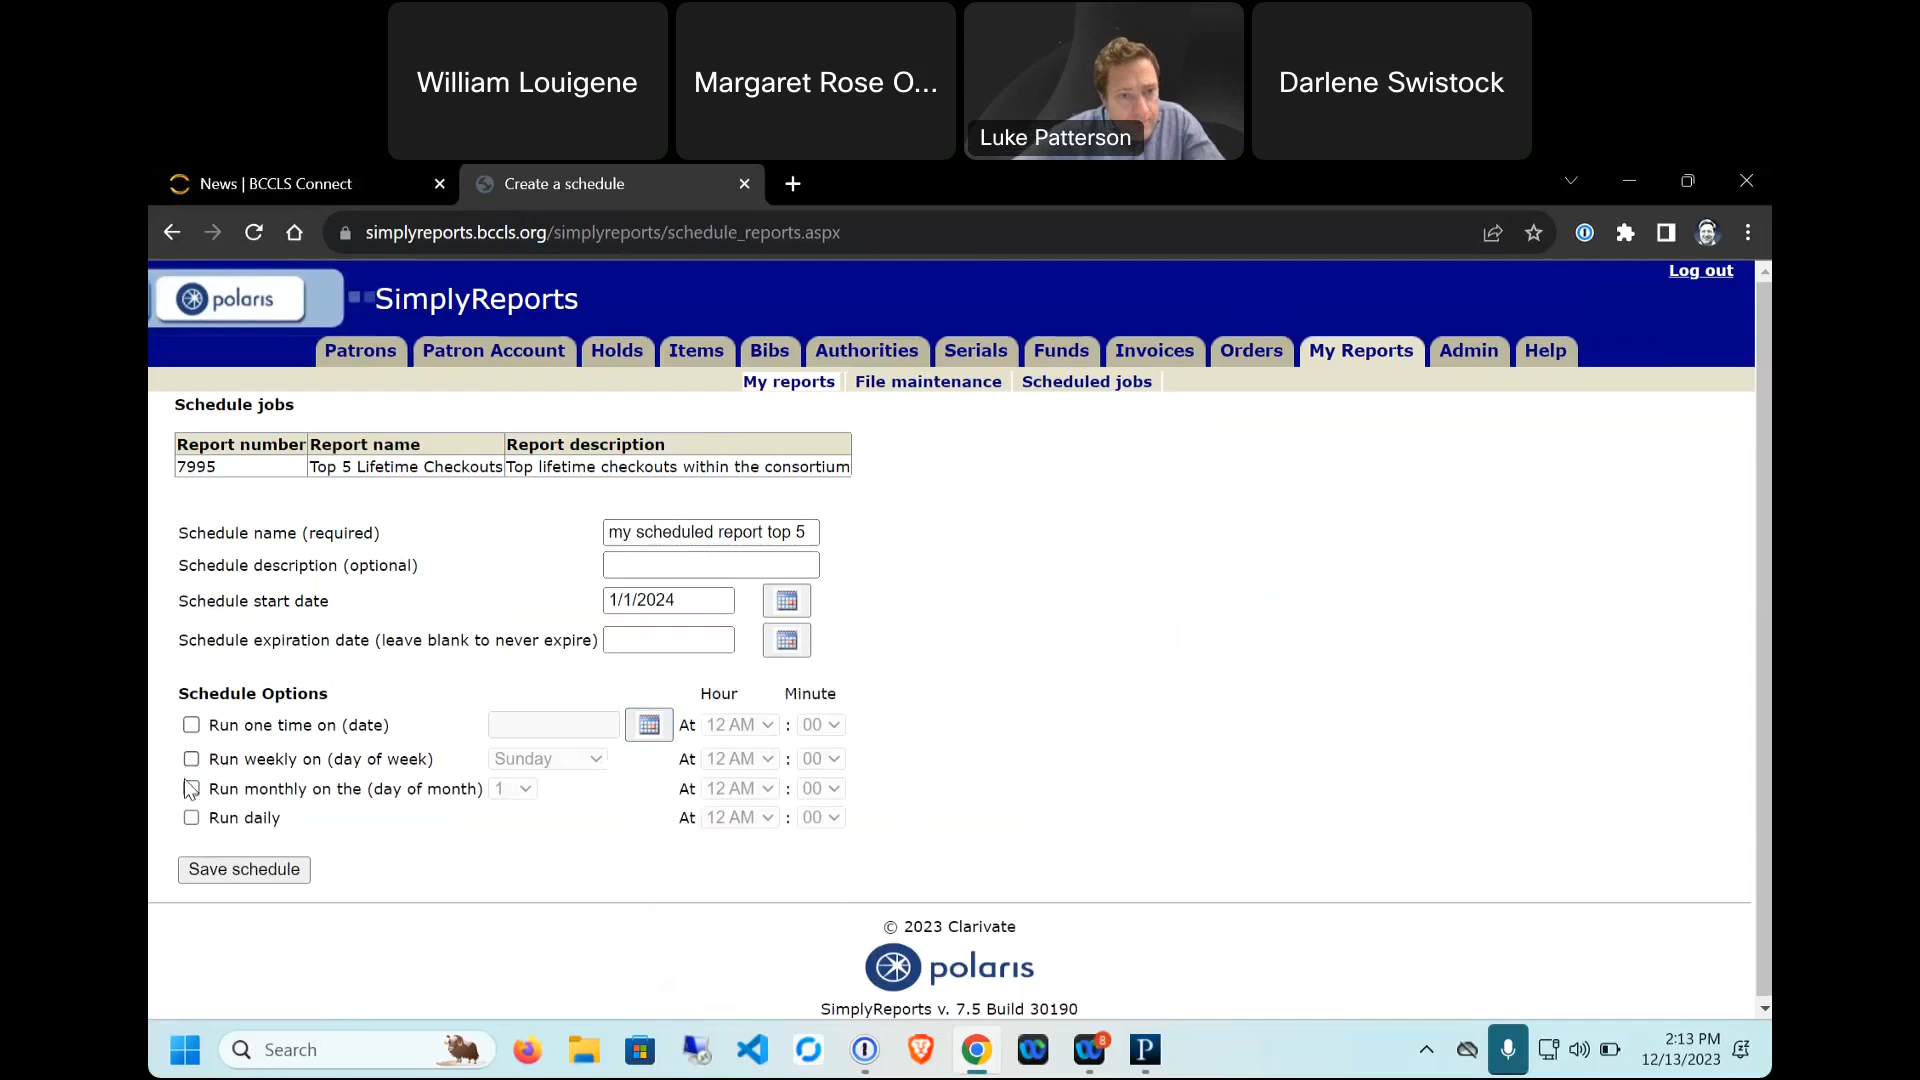 William Louigene
Margaret Rose O...
Luke Patterson
Darlene Swistock
News | BCCLS Connect
Create a schedule
simplyreports.bccls.org/simplyreports/schedule_reports.aspx
Log out
polaris
SimplyReports
Patrons Patron Account Holds Items Bibs Authorities Serials Funds Invoices Orders My Reports Admin Help
My reports File maintenance Scheduled jobs
Schedule jobs
Report number Report name Report description
7995 Top 5 Lifetime Checkouts Top lifetime checkouts within the consortium
Schedule name (required) my scheduled report top 5
Schedule description (optional)
Schedule start date 1/1/2024
Schedule expiration date (leave blank to never expire)
Schedule Options Hour Minute
Run one time on (date) At 12 AM : 00
Run weekly on (day of week) Sunday At 12 AM : 00
Run monthly on the (day of month) 1 At 12 AM : 00
Run daily At 12 AM : 00
Save schedule
© 2023 Clarivate
polaris
SimplyReports v. 7.5 Build 30190
Search
8
P
2:13 PM
12/13/2023